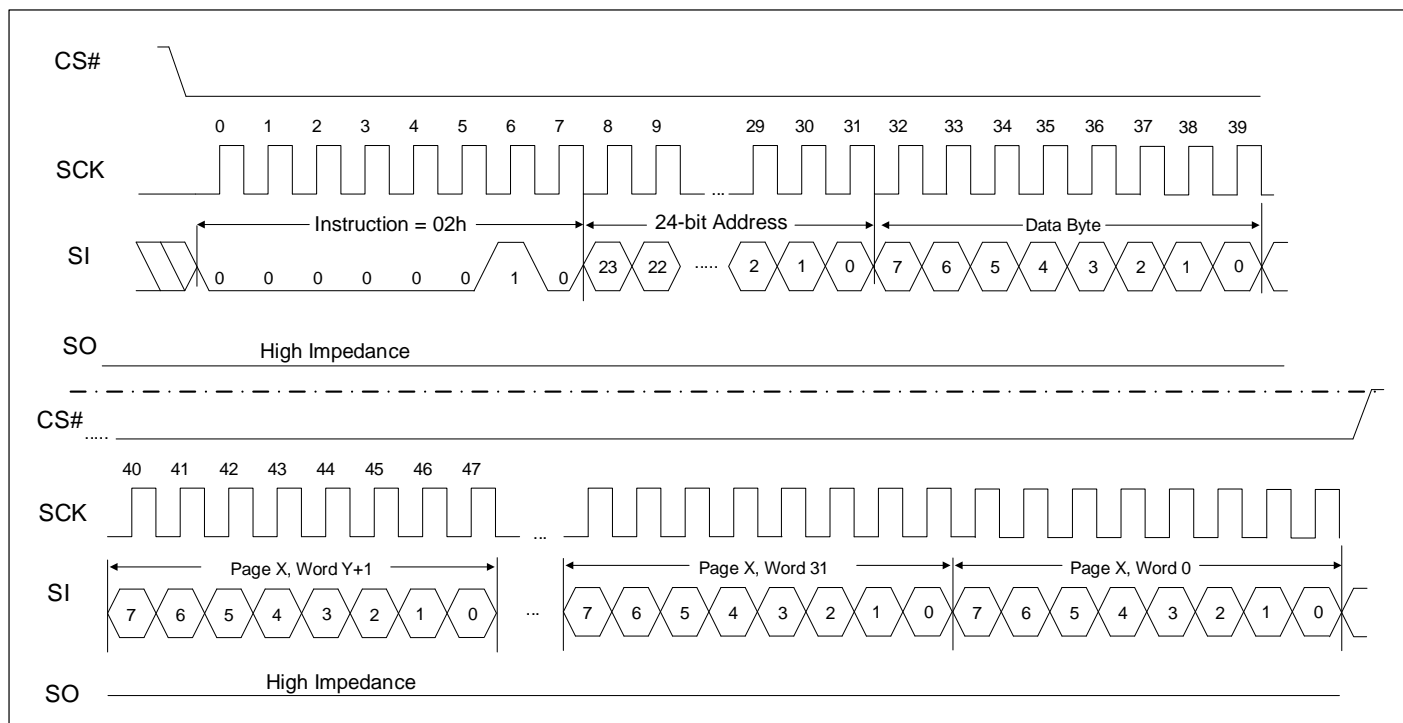 CS#
0 1 2 3 4 5 6 7 8 9 29 30 31 32 33 34 35 36 37 38 39
SCK
...
Instruction = 02h 24-bit Address Data Byte
SI
0 0 0 0 0 0 1 0 23 22 ..... 2 1 0 7 6 5 4 3 2 1 0
SO
High Impedance
CS#
.....
40 41 42 43 44 45 46 47
SCK
...
Page X, Word Y+1 Page X, Word 31 Page X, Word 0
SI
7 6 5 4 3 2 1 0 ... 7 6 5 4 3 2 1 0 7 6 5 4 3 2 1 0
SO
High Impedance